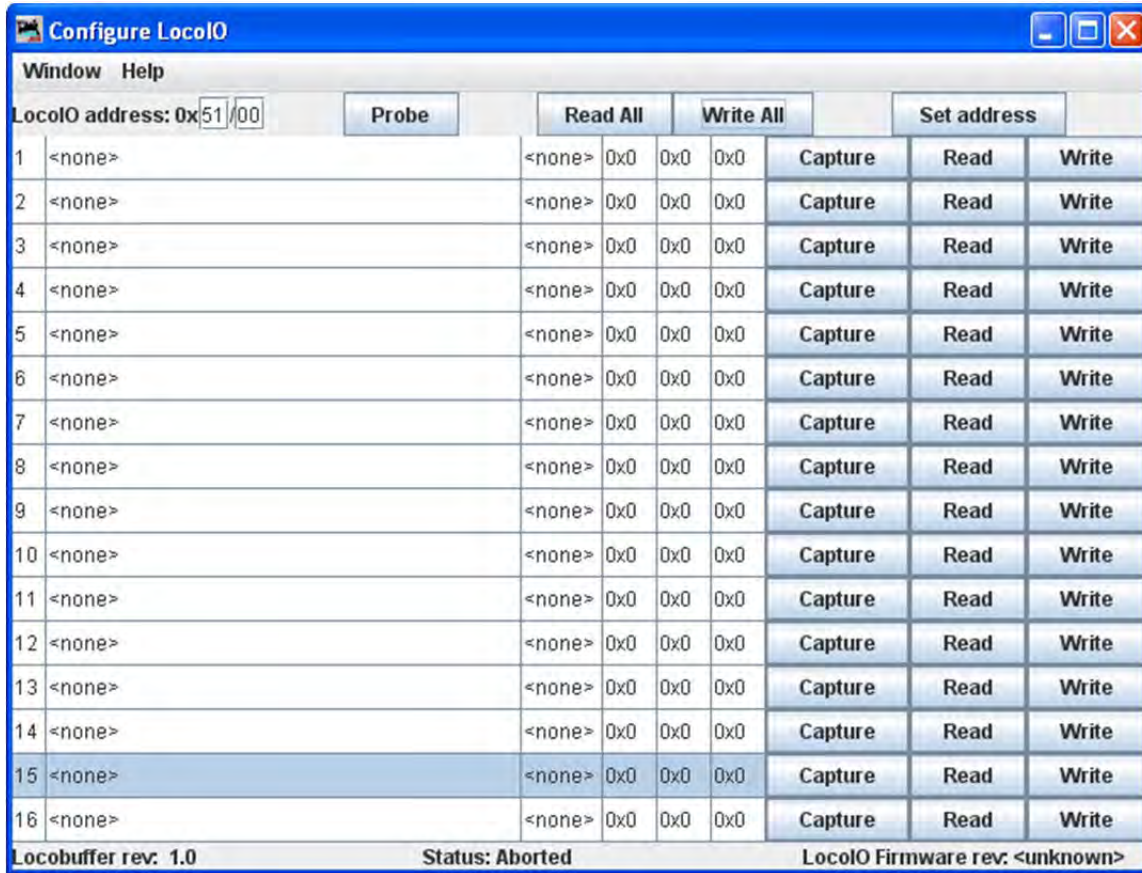 Configure LocoIO
Window Help
LocoIO address: 0x 51 / 00 Probe Read All Write All Set address
1 <none> <none> 0x0 0x0 0x0 Capture Read Write
2 <none> <none> 0x0 0x0 0x0 Capture Read Write
3 <none> <none> 0x0 0x0 0x0 Capture Read Write
4 <none> <none> 0x0 0x0 0x0 Capture Read Write
5 <none> <none> 0x0 0x0 0x0 Capture Read Write
6 <none> <none> 0x0 0x0 0x0 Capture Read Write
7 <none> <none> 0x0 0x0 0x0 Capture Read Write
8 <none> <none> 0x0 0x0 0x0 Capture Read Write
9 <none> <none> 0x0 0x0 0x0 Capture Read Write
10 <none> <none> 0x0 0x0 0x0 Capture Read Write
11 <none> <none> 0x0 0x0 0x0 Capture Read Write
12 <none> <none> 0x0 0x0 0x0 Capture Read Write
13 <none> <none> 0x0 0x0 0x0 Capture Read Write
14 <none> <none> 0x0 0x0 0x0 Capture Read Write
15 <none> <none> 0x0 0x0 0x0 Capture Read Write
16 <none> <none> 0x0 0x0 0x0 Capture Read Write
Locobuffer rev: 1.0 Status: Aborted LocoIO Firmware rev: <unknown>